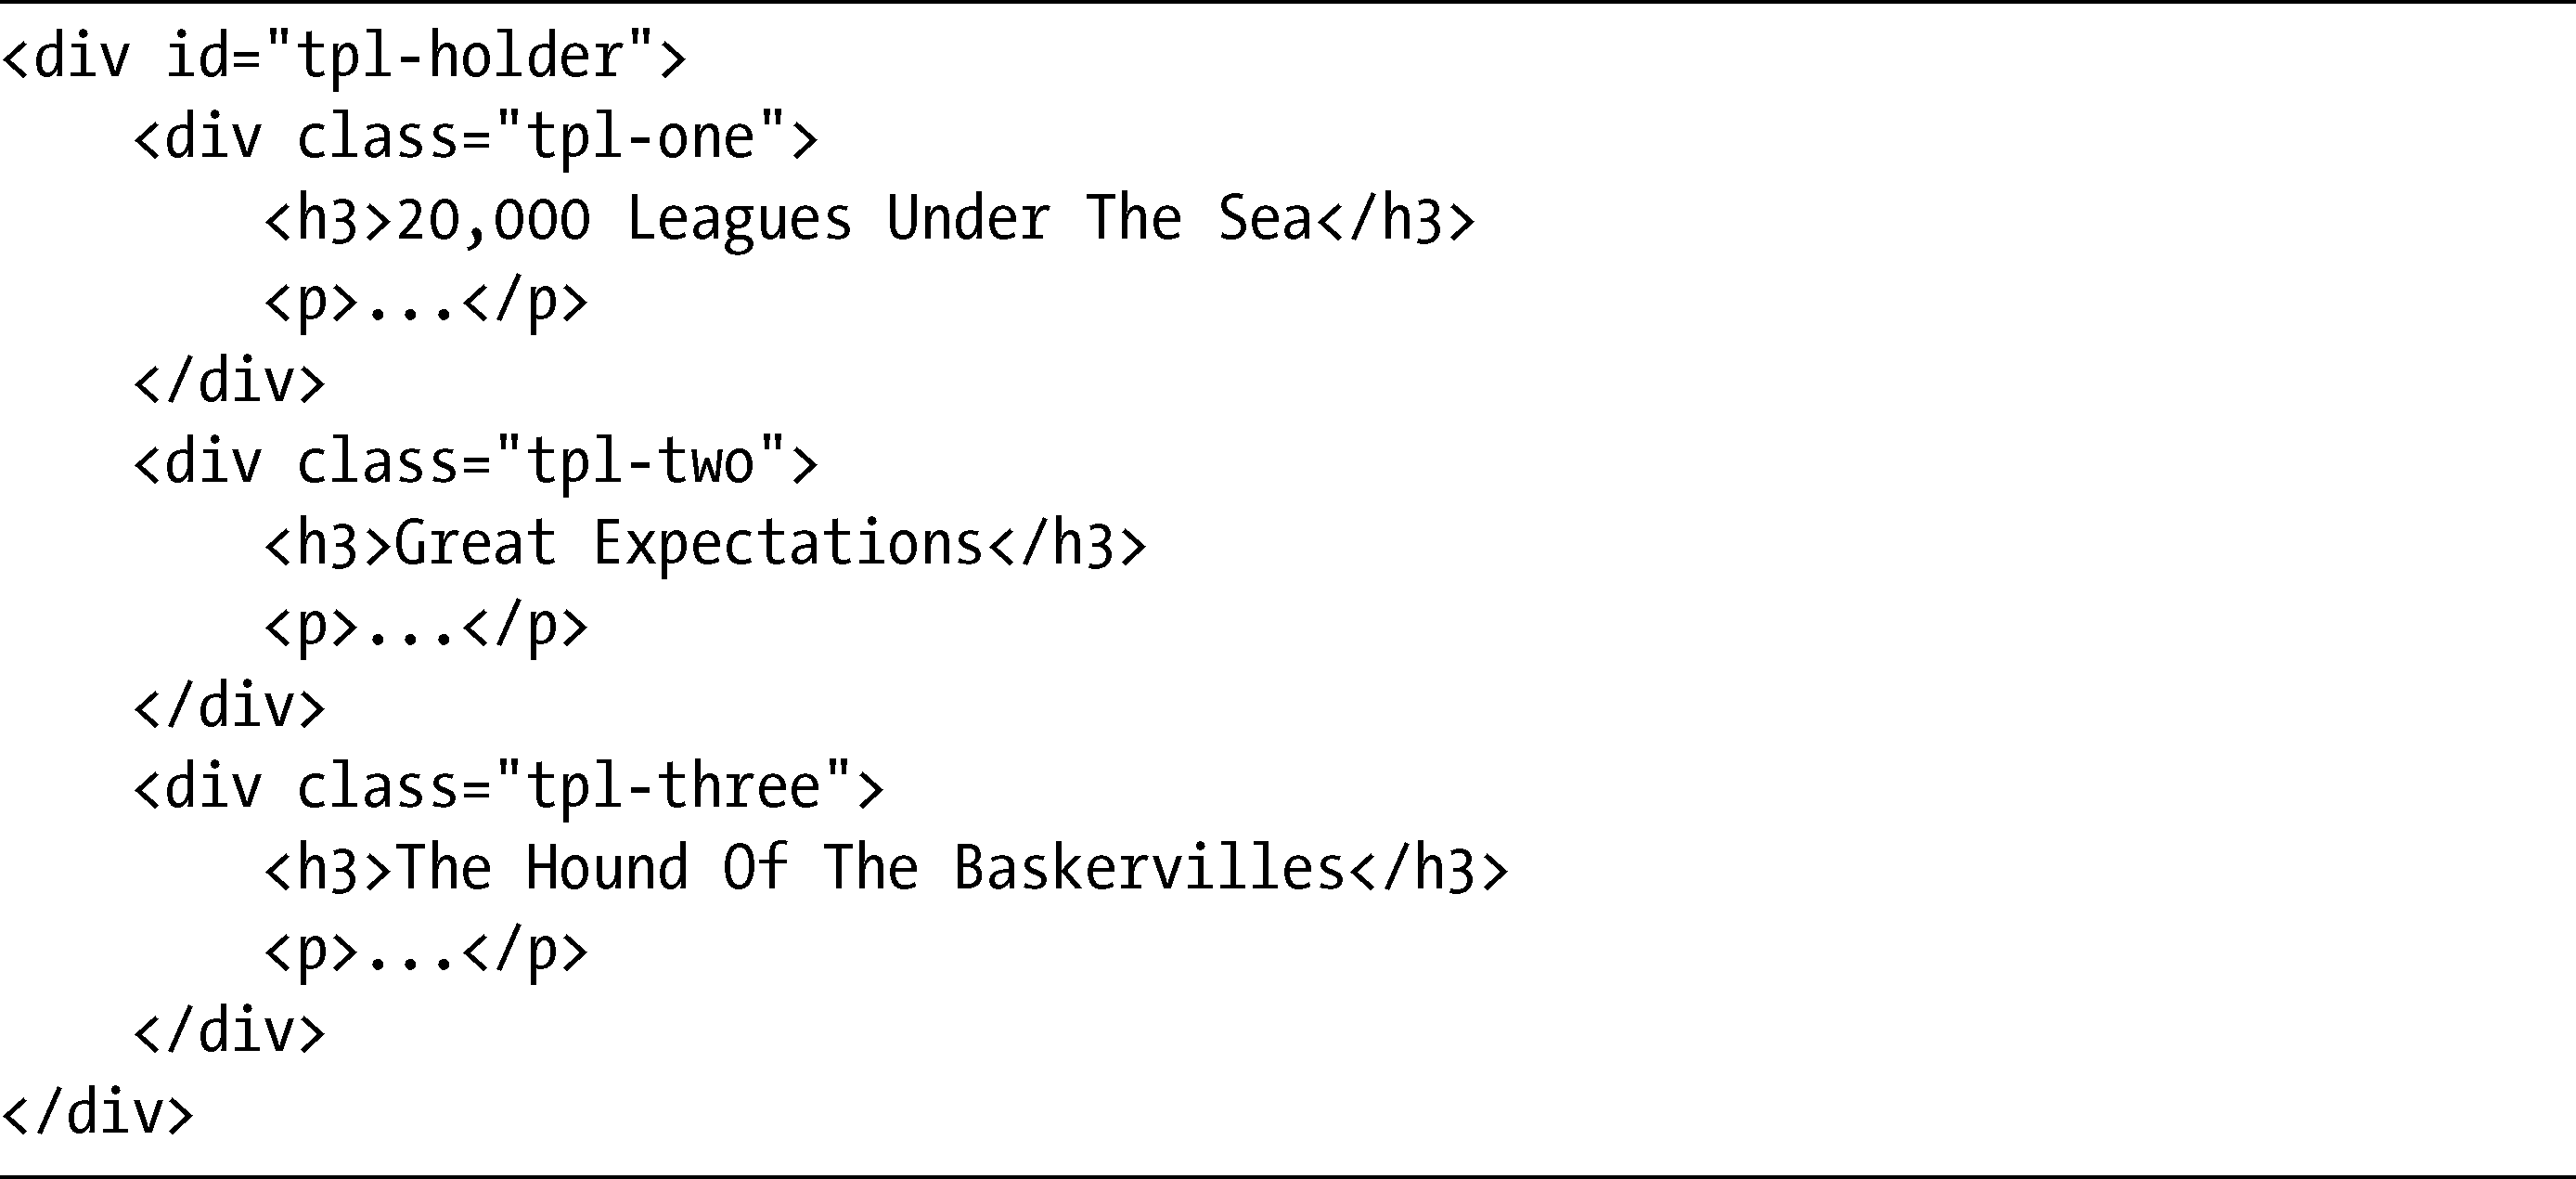 <div id="tpl-holder">
    <div class="tpl-one">
        <h3>20,000 Leagues Under The Sea</h3>
        <p>...</p>
    </div>
    <div class="tpl-two">
        <h3>Great Expectations</h3>
        <p>...</p>
    </div>
    <div class="tpl-three">
        <h3>The Hound Of The Baskervilles</h3>
        <p>...</p>
    </div>
</div>